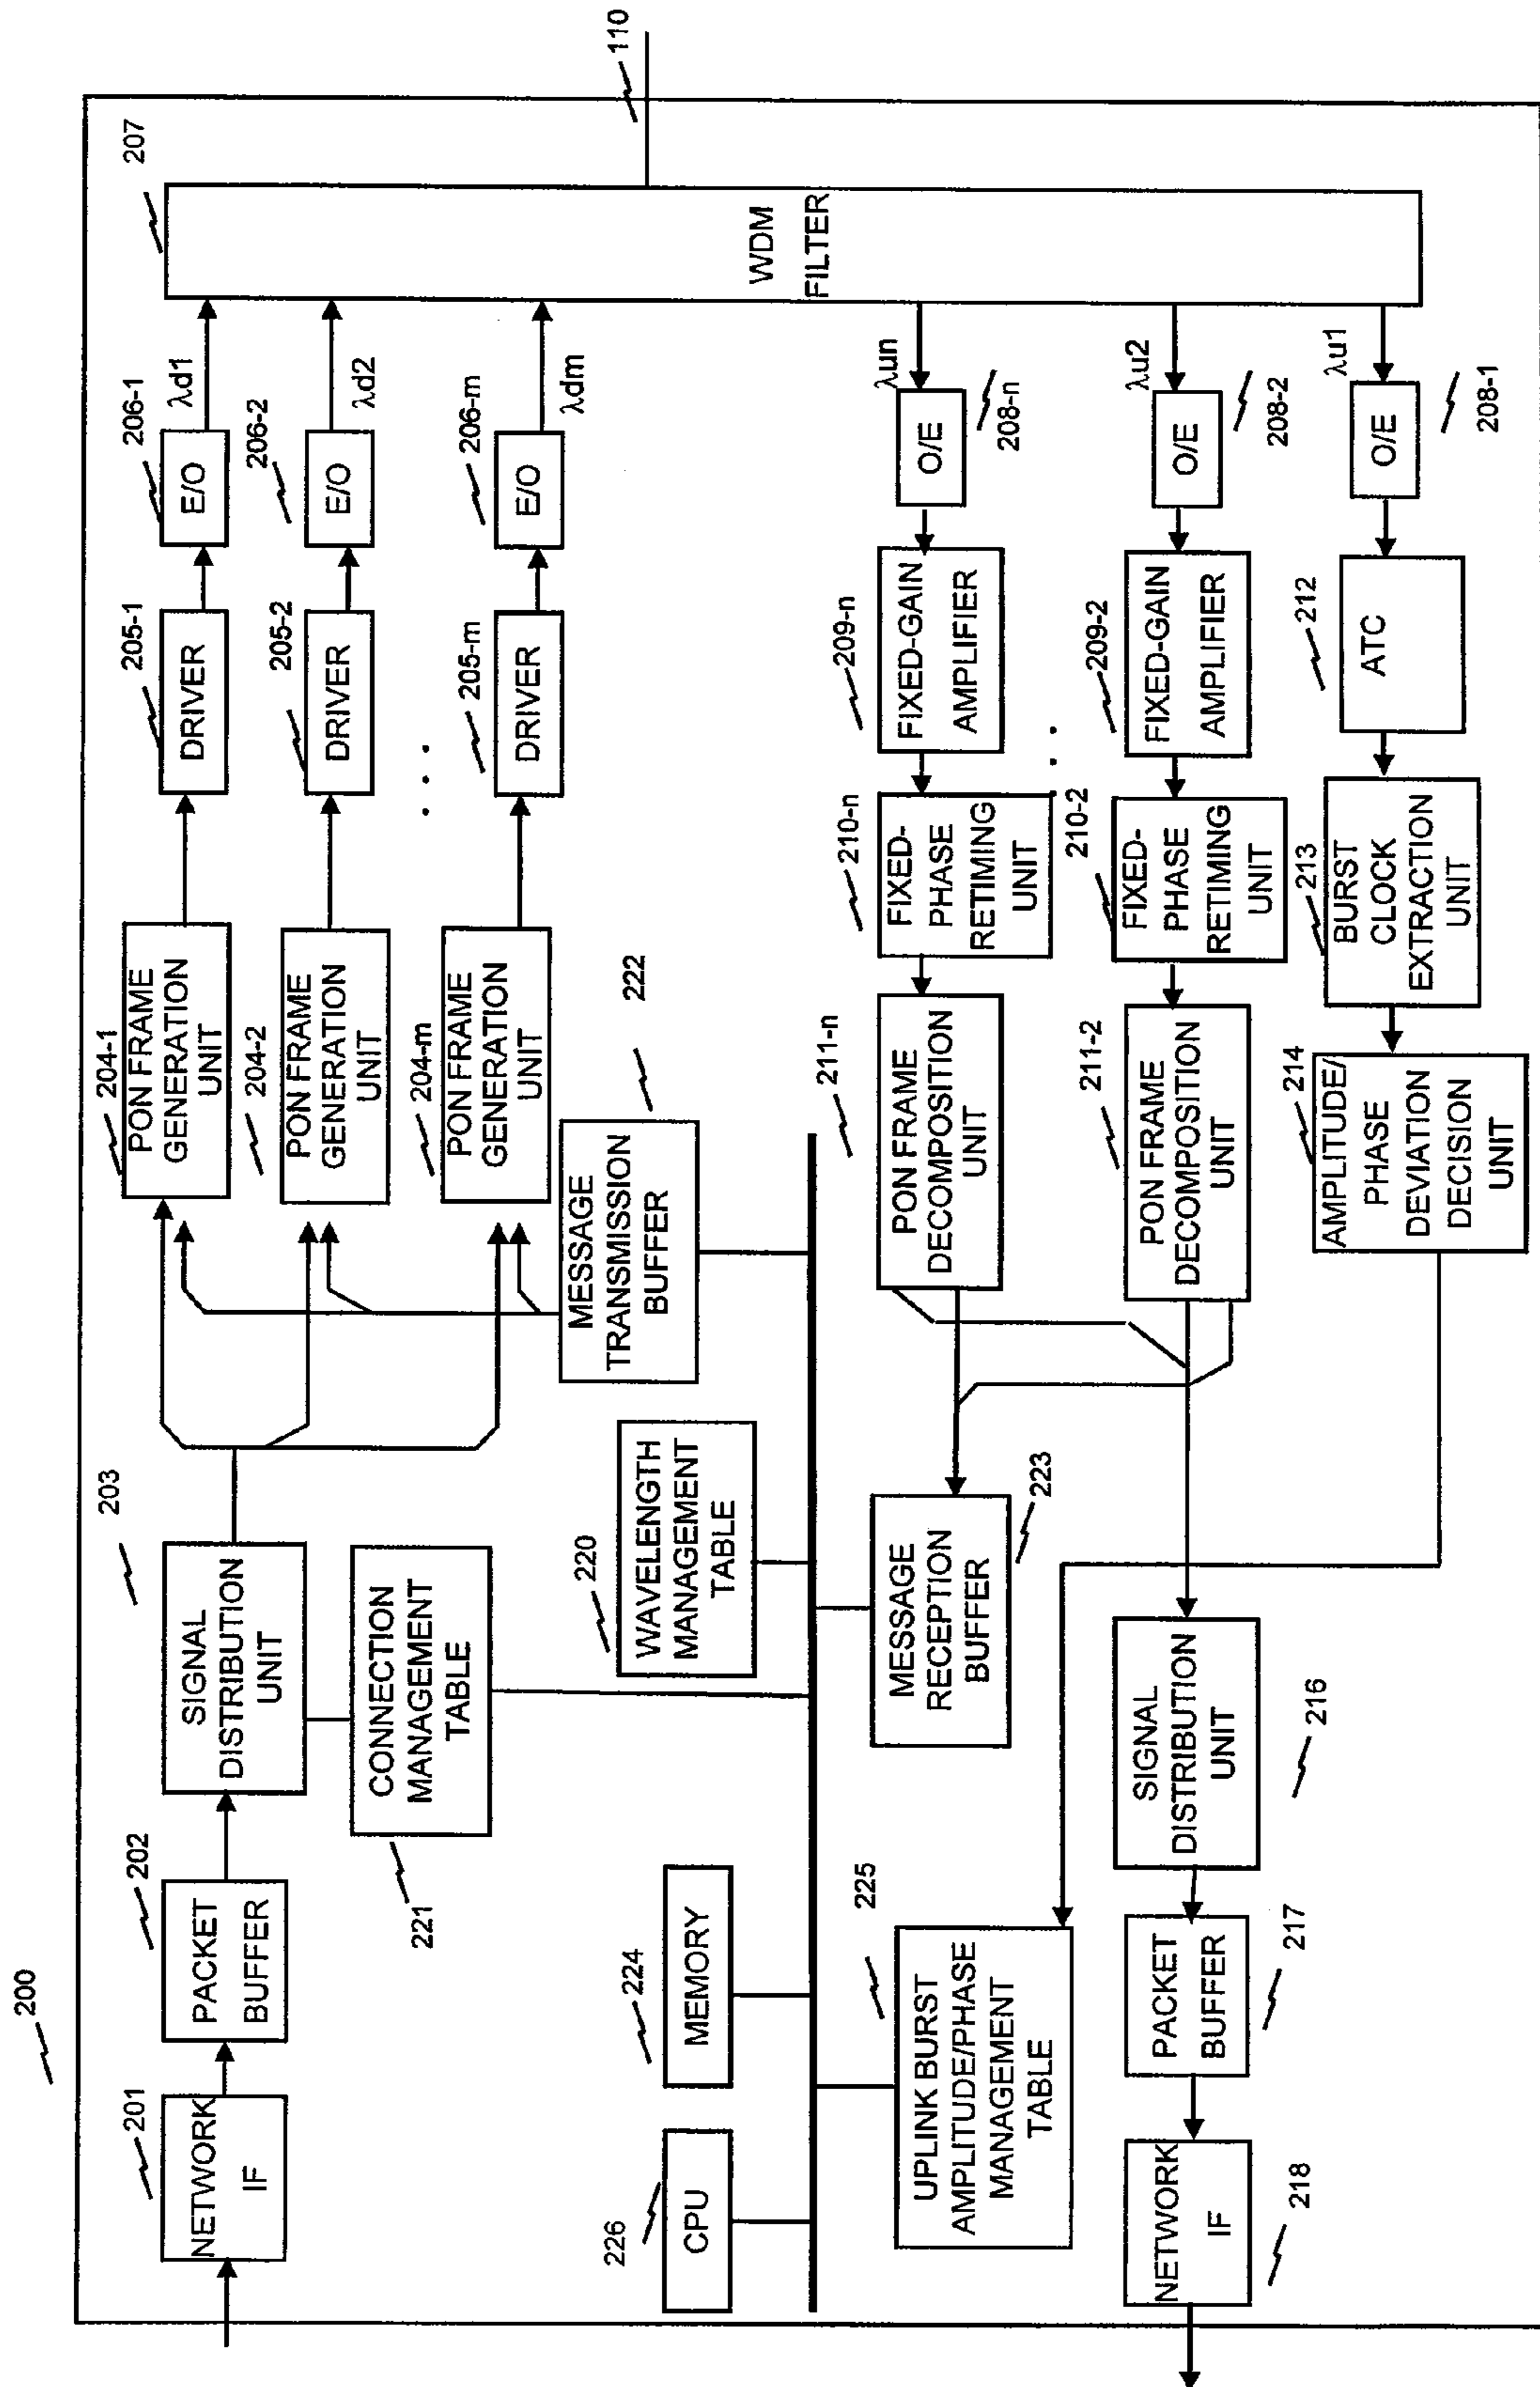 200
201
NETWORK
IF
202
PACKET
BUFFER
203
SIGNAL
DISTRIBUTION
UNIT
204-1
PON FRAME
GENERATION
UNIT
205-1
DRIVER
206-1
E/O
λd1
207
WDM
FILTER
110
204-2
PON FRAME
GENERATION
UNIT
205-2
DRIVER
206-2
E/O
λd2
. . .
204-m
PON FRAME
GENERATION
UNIT
205-m
DRIVER
206-m
E/O
λdm
221
CONNECTION
MANAGEMENT
TABLE
222
MESSAGE
TRANSMISSION
BUFFER
220
WAVELENGTH
MANAGEMENT
TABLE
226
CPU
224
MEMORY
225
UPLINK BURST
AMPLITUDE/PHASE
MANAGEMENT
TABLE
223
MESSAGE
RECEPTION
BUFFER
211-n
PON FRAME
DECOMPOSITION
UNIT
210-n
FIXED-
PHASE
RETIMING
UNIT
209-n
FIXED-GAIN
AMPLIFIER
208-n
O/E
λun
. . .
211-2
PON FRAME
DECOMPOSITION
UNIT
210-2
FIXED-
PHASE
RETIMING
UNIT
209-2
FIXED-GAIN
AMPLIFIER
208-2
O/E
λu2
218
NETWORK
IF
217
PACKET
BUFFER
216
SIGNAL
DISTRIBUTION
UNIT
214
AMPLITUDE/
PHASE
DEVIATION
DECISION
UNIT
213
BURST
CLOCK
EXTRACTION
UNIT
212
ATC
208-1
O/E
λu1